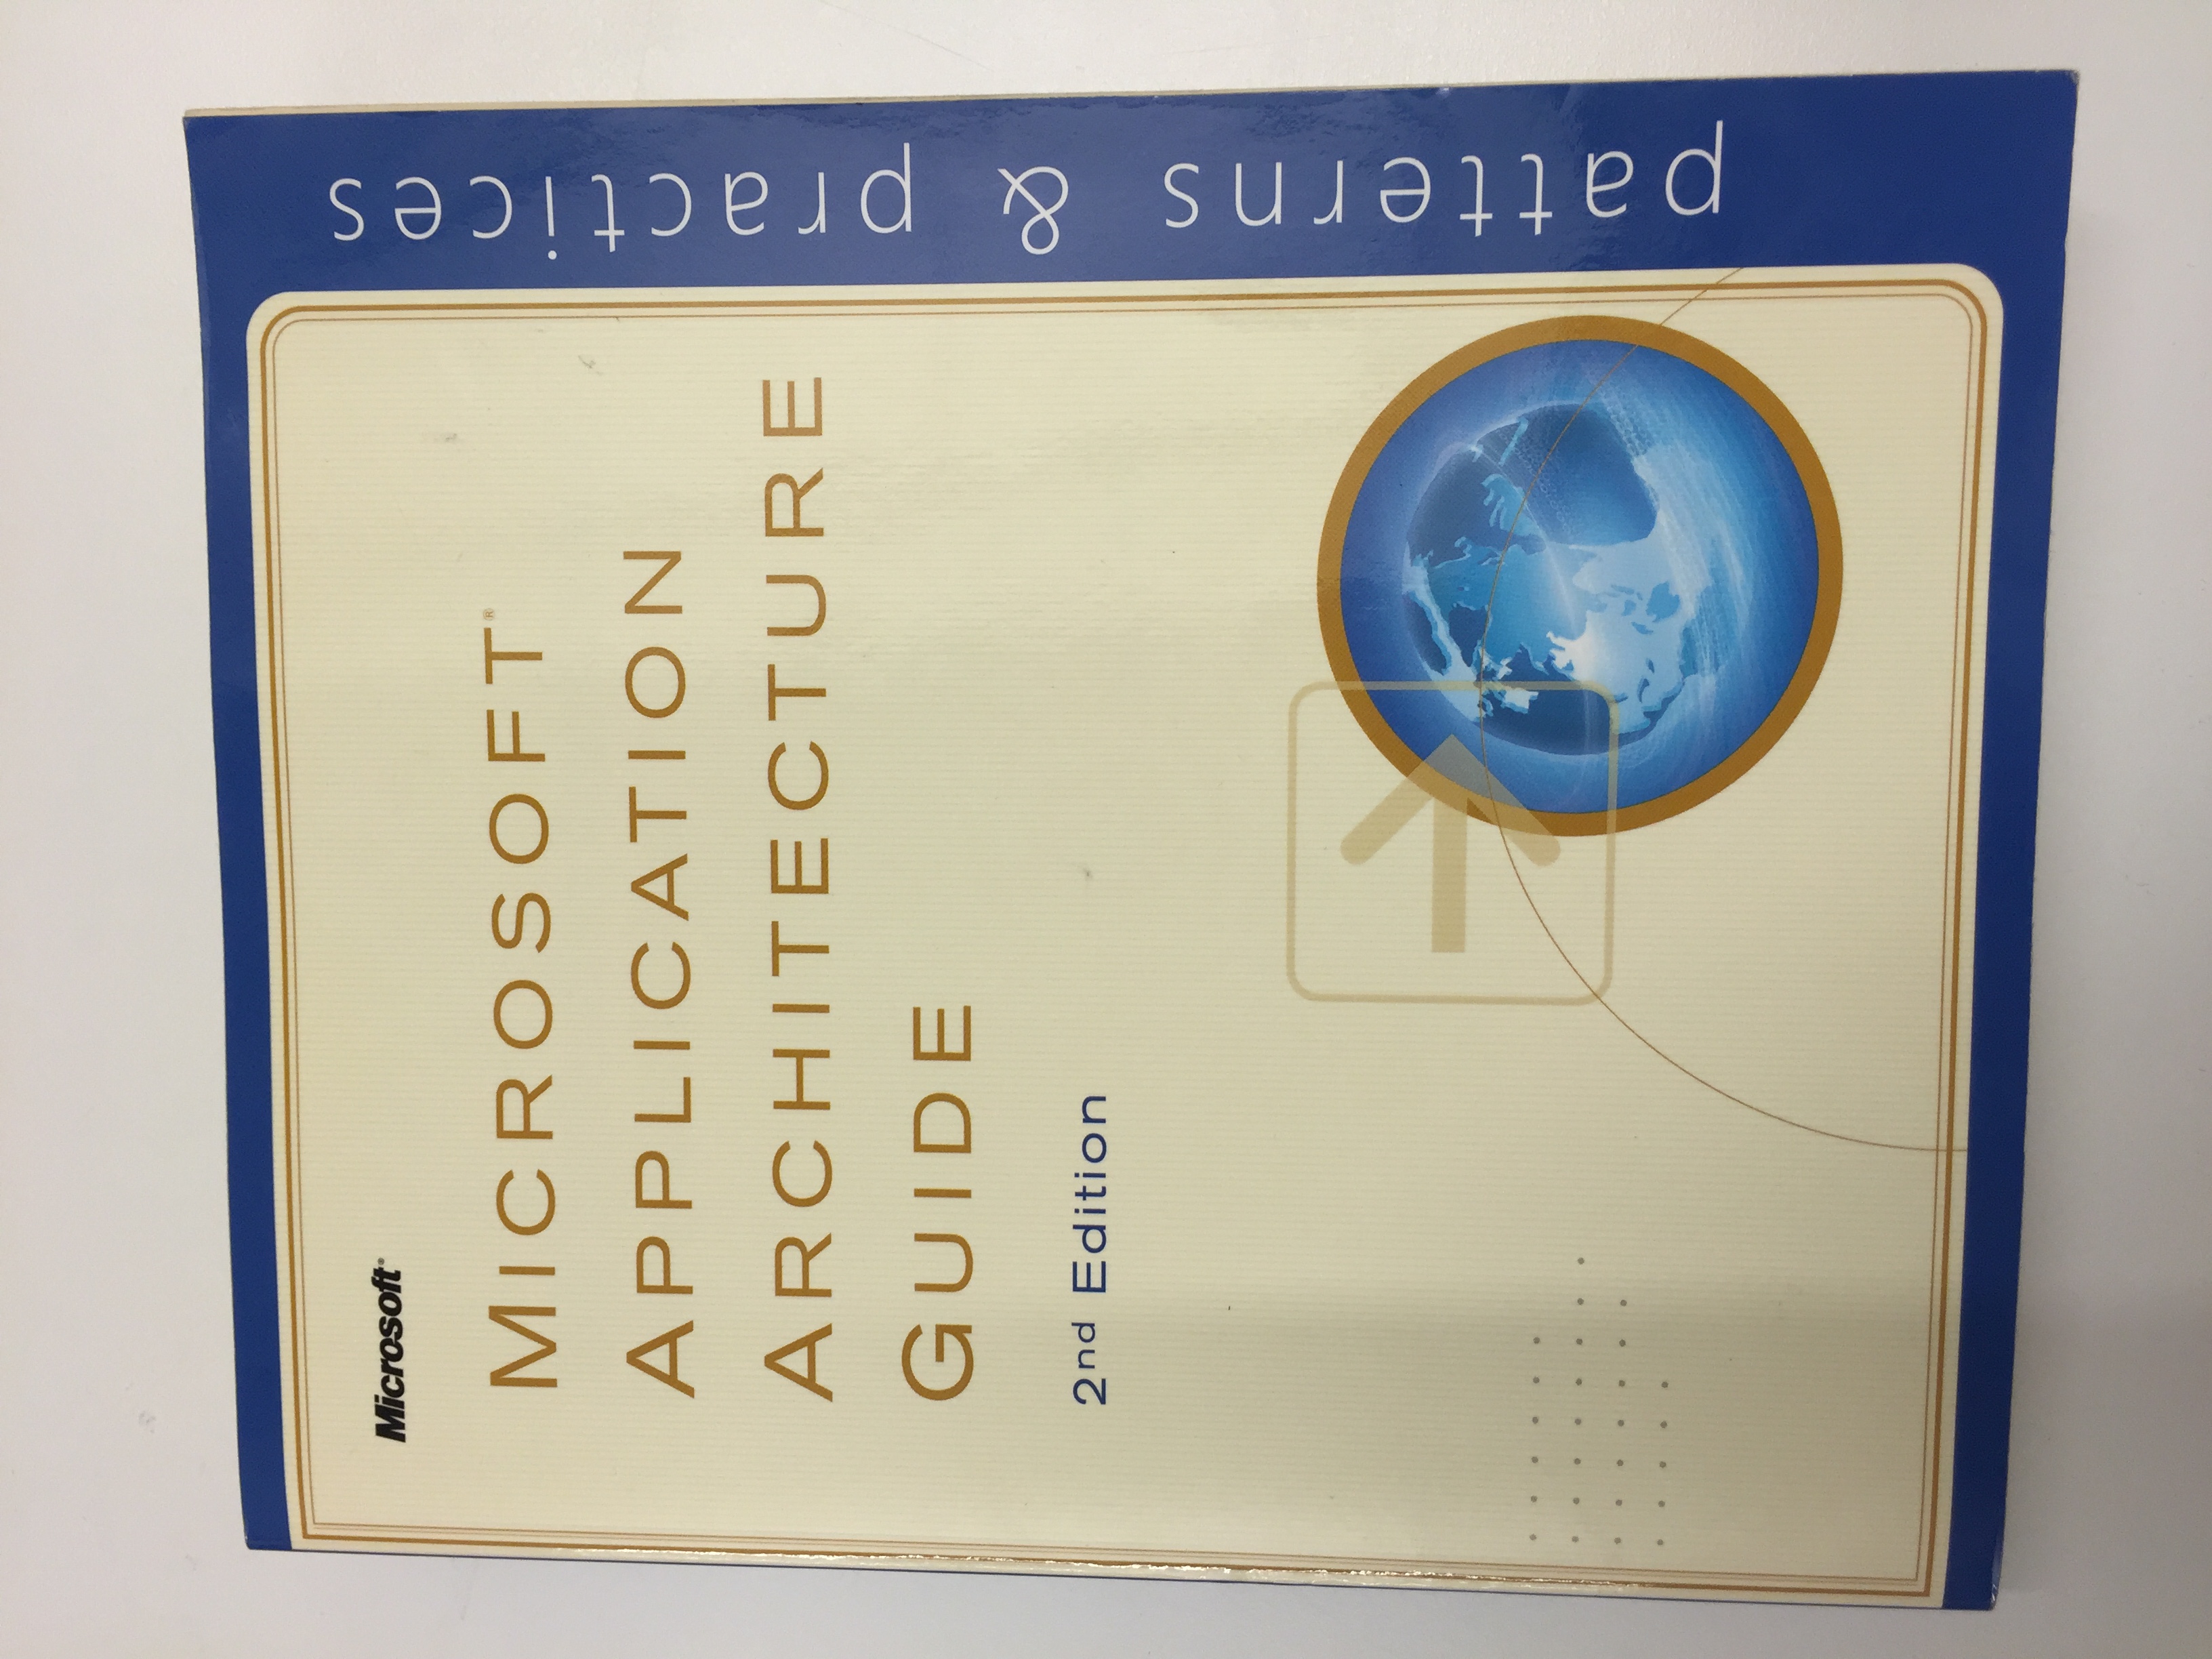 Microsoft®
MICROSOFT®
APPLICATION
ARCHITECTURE
GUIDE
2nd Edition
patterns & practices